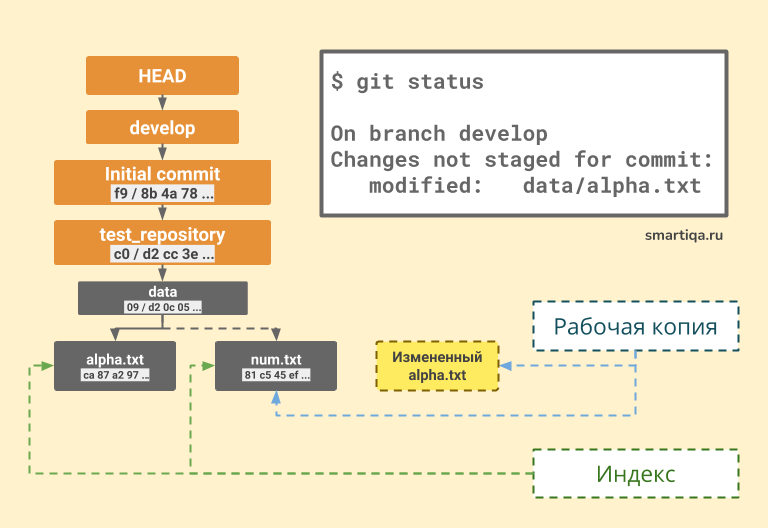 HEAD
develop
Initial commit
f9 / 8b 4a 78 ...
test_repository
c0 / d2 cc 3e ...
data
09 / d2 0c 05 ...
alpha.txt
ca 87 a2 97 ...
num.txt
81 c5 45 ef ...
Измененный
alpha.txt
$ git status
On branch develop
Changes not staged for commit:
modified: data/alpha.txt
smartiqa.ru
Рабочая копия
Индекс